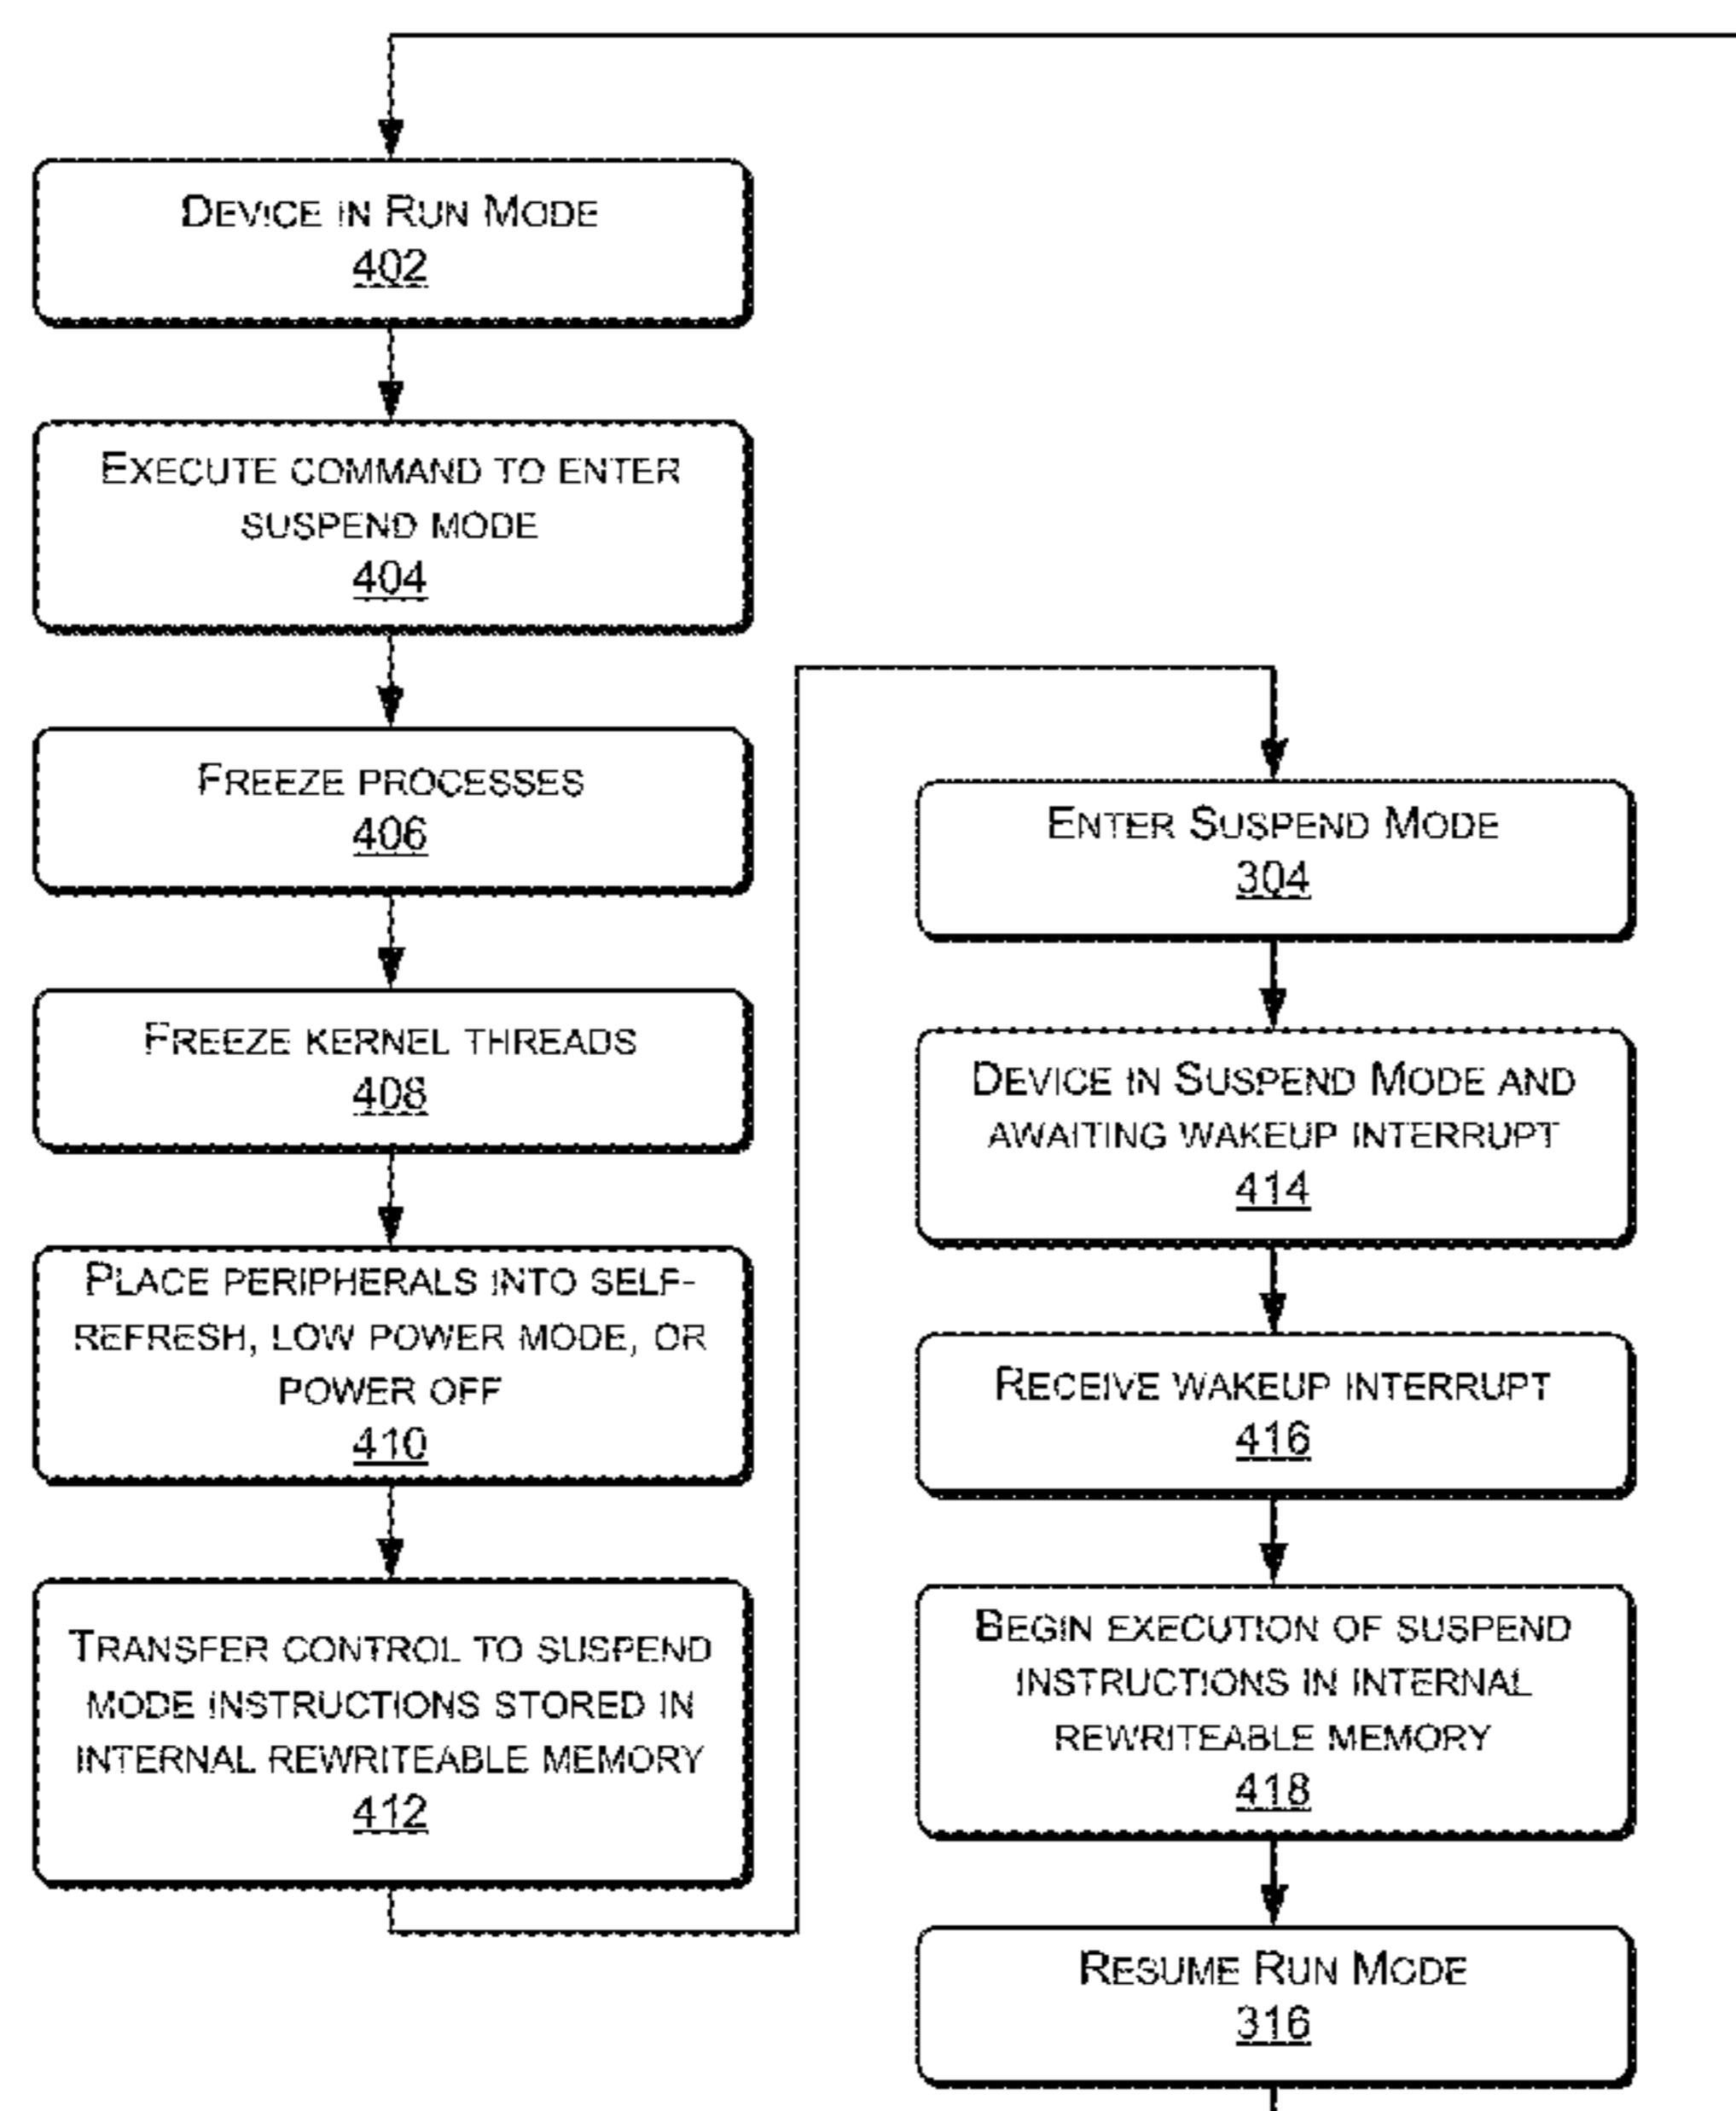 DEVICE IN RUN MODE
402
EXECUTE COMMAND TO ENTER
SUSPEND MODE
404
FREEZE PROCESSES
406
FREEZE KERNEL THREADS
408
PLACE PERIPHERALS INTO SELF-
REFRESH, LOW POWER MODE, OR
POWER OFF
410
TRANSFER CONTROL TO SUSPEND
MODE INSTRUCTIONS STORED IN
INTERNAL REWRITEABLE MEMORY
412
ENTER SUSPEND MODE
304
DEVICE IN SUSPEND MODE AND
AWAITING WAKEUP INTERRUPT
414
RECEIVE WAKEUP INTERRUPT
416
BEGIN EXECUTION OF SUSPEND
INSTRUCTIONS IN INTERNAL
REWRITEABLE MEMORY
418
RESUME RUN MODE
316